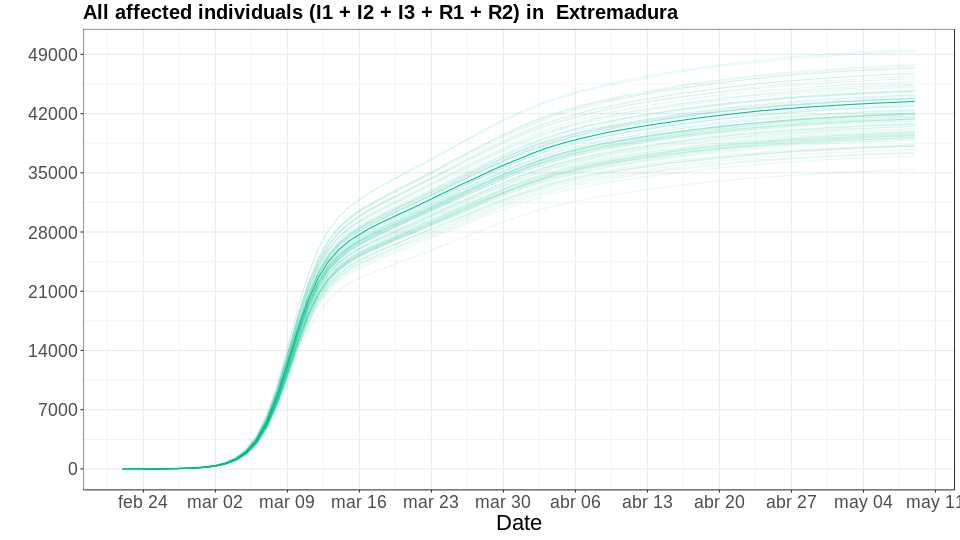 All affected individuals (I1 + I2 + I3 + R1 + R2) in  Extremadura
49000
42000
35000
28000
21000
14000
7000
0
feb 24 mar 02 mar 09 mar 16 mar 23 mar 30 abr 06 abr 13 abr 20 abr 27 may 04 may 11
Date